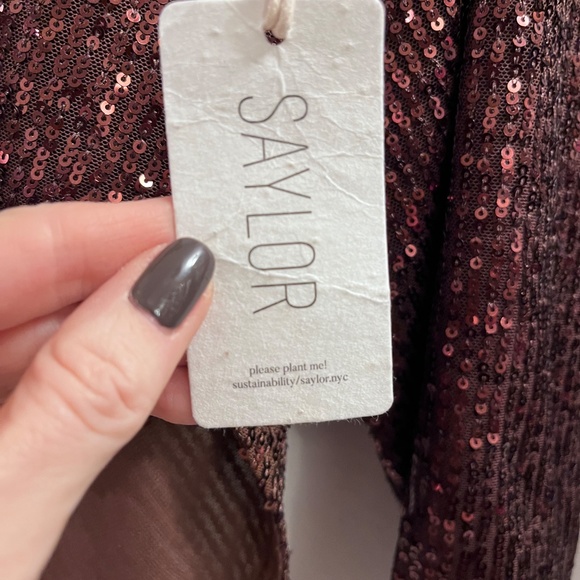 SAYLOR
please plant me!
sustainability/saylor.nyc